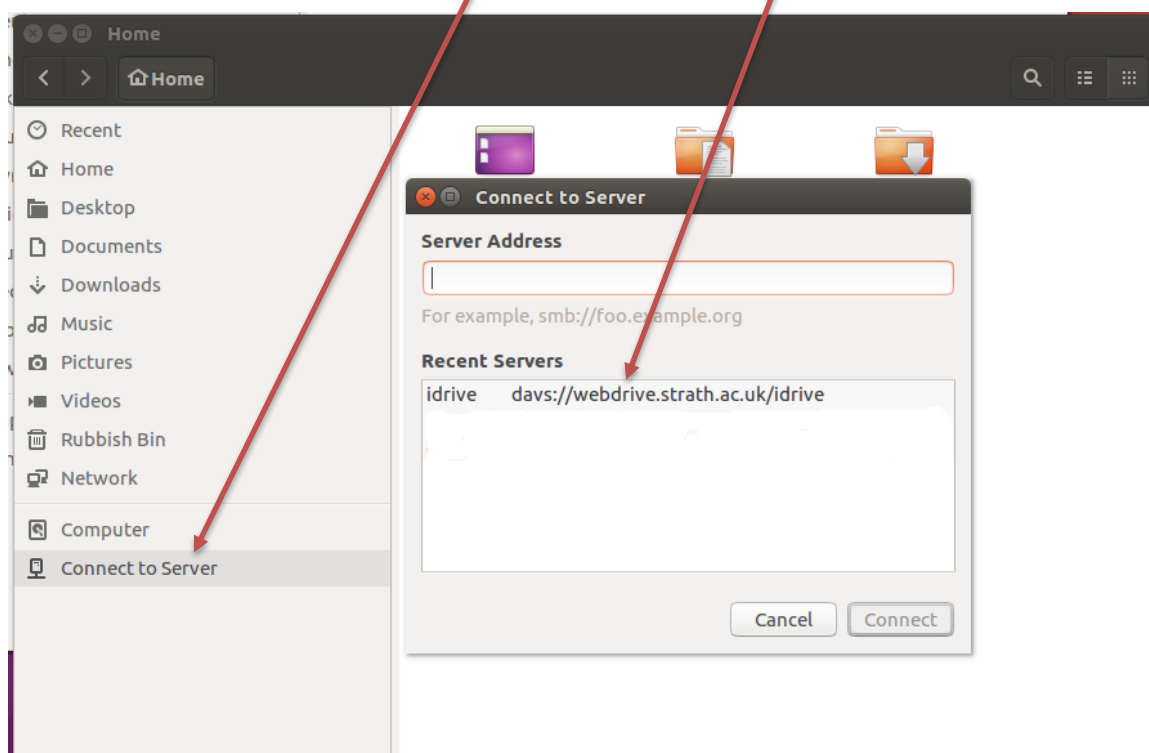 Home
Home
Recent
Home
Desktop
Documents
Downloads
Music
Pictures
Videos
Rubbish Bin
Network
Computer
Connect to Server
Connect to Server
Server Address
For example, smb://foo.example.org
Recent Servers
idrive davs://webdrive.strath.ac.uk/idrive
Cancel Connect